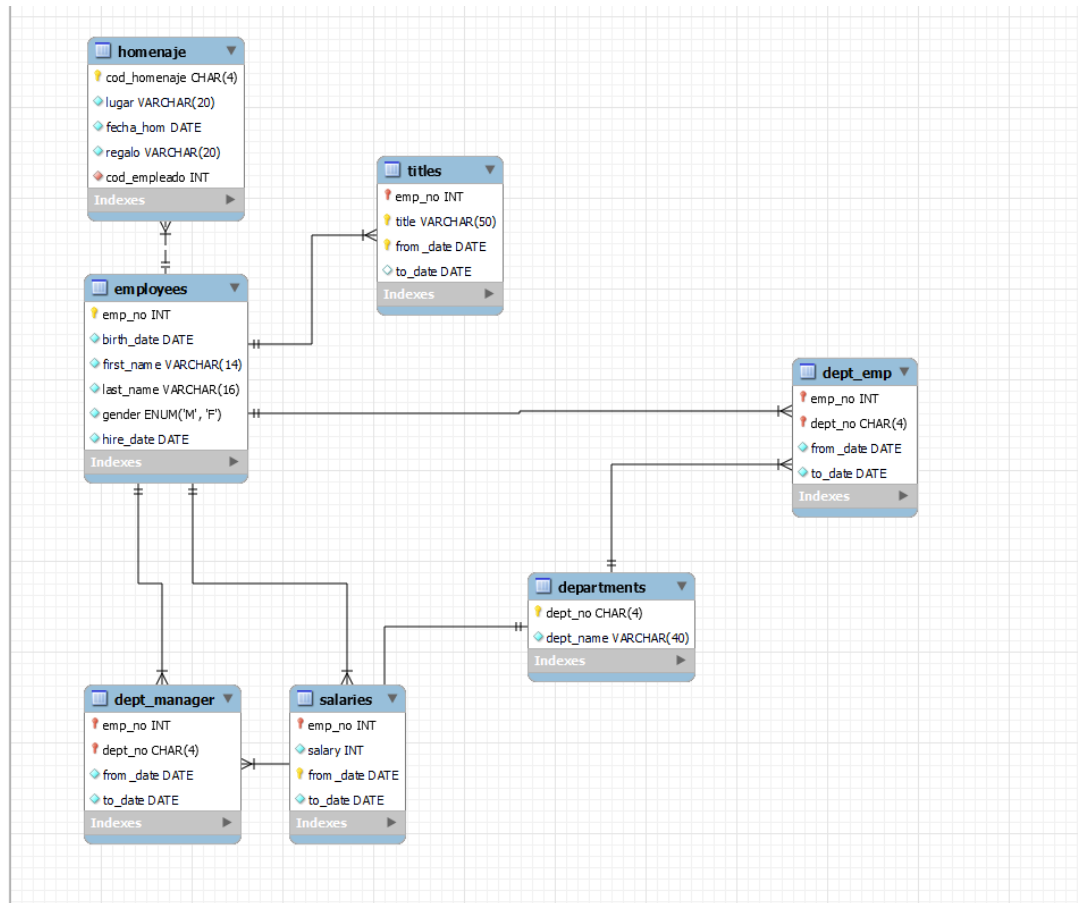 homenaje
cod_homenaje CHAR(4)
lugar VARCHAR(20)
fecha_hom DATE
regalo VARCHAR(20)
cod_empleado INT
Indexes
titles
emp_no INT
title VARCHAR(50)
from_date DATE
to_date DATE
Indexes
employees
emp_no INT
birth_date DATE
first_name VARCHAR(14)
last_name VARCHAR(16)
gender ENUM('M', 'F')
hire_date DATE
Indexes
dept_emp
emp_no INT
dept_no CHAR(4)
from_date DATE
to_date DATE
Indexes
departments
dept_no CHAR(4)
dept_name VARCHAR(40)
Indexes
dept_manager
emp_no INT
dept_no CHAR(4)
from_date DATE
to_date DATE
Indexes
salaries
emp_no INT
salary INT
from_date DATE
to_date DATE
Indexes